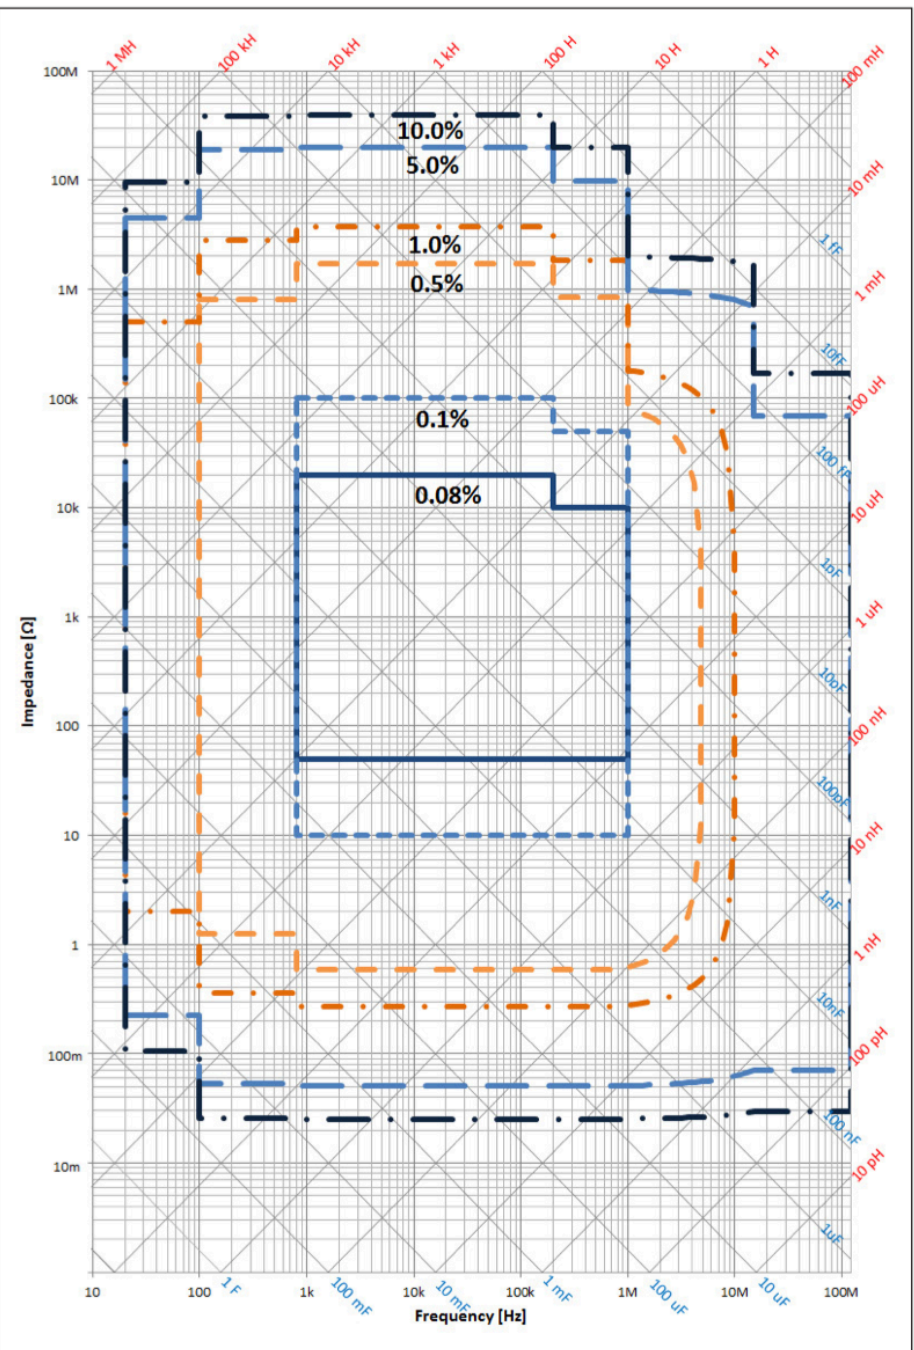 1 MH
100 kH
10 kH
1 kH
100 H
10 H
1 H
100 mH
100M
10.0%
5.0%
10M
10 mH
1 fF
1.0%
0.5%
1M
1 mH
10fF
100k
0.1%
100 uH
100 fF
0.08%
10k
10 uH
1pF
1k
1 uH
Impedance [Ω]
10pF
100
100 nH
100pF
10
10 nH
1nF
1
1 nH
10nF
100m
100 pH
100 nF
10m
10 pH
1uF
10
100
1 F
1k
100 mF
10k
10 mF
100k
1 mF
1M
100 uF
10M
10 uF
100M
Frequency [Hz]